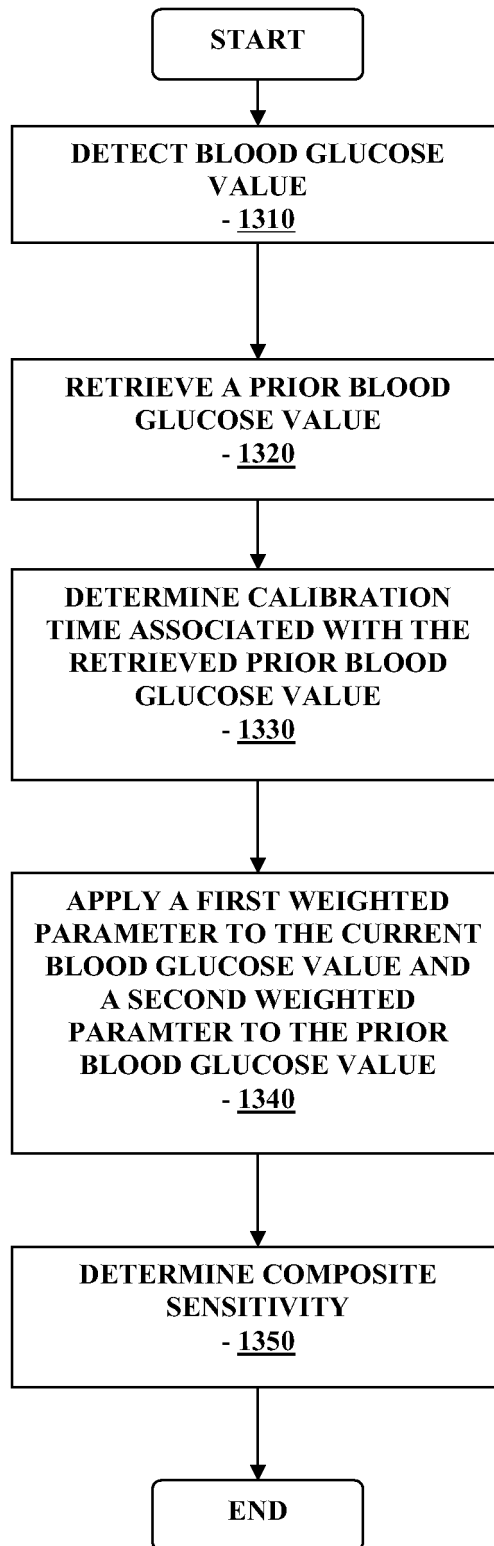 START
DETECT BLOOD GLUCOSE
VALUE
- 1310
RETRIEVE A PRIOR BLOOD
GLUCOSE VALUE
- 1320
DETERMINE CALIBRATION
TIME ASSOCIATED WITH THE
RETRIEVED PRIOR BLOOD
GLUCOSE VALUE
- 1330
APPLY A FIRST WEIGHTED
PARAMETER TO THE CURRENT
BLOOD GLUCOSE VALUE AND
A SECOND WEIGHTED
PARAMTER TO THE PRIOR
BLOOD GLUCOSE VALUE
- 1340
DETERMINE COMPOSITE
SENSITIVITY
- 1350
END